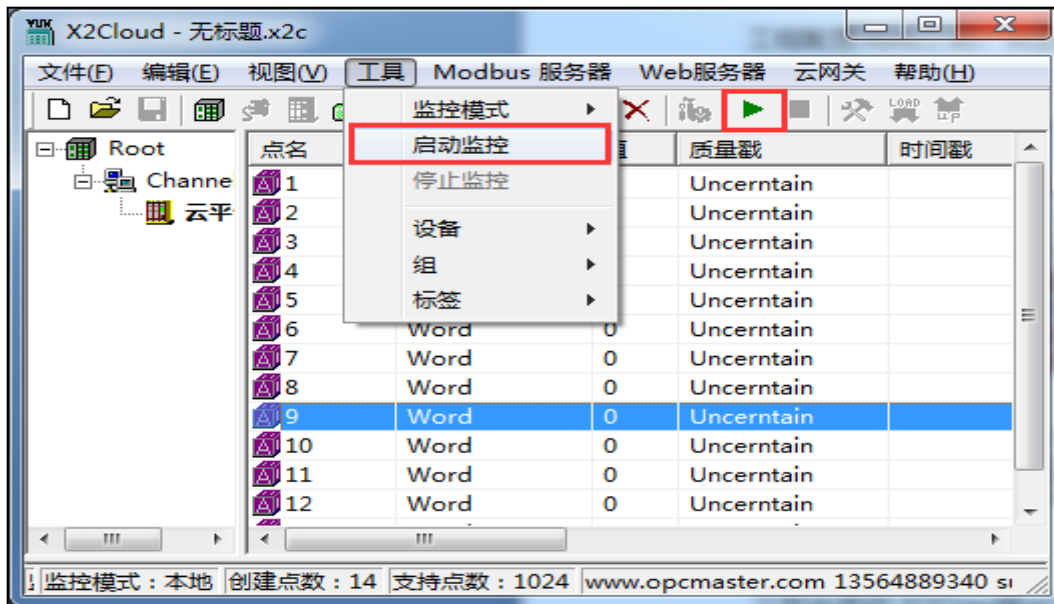 X2Cloud - 无标题.x2c
文件(F) 编辑(E) 视图(V) 工具 Modbus 服务器 Web服务器 云网关 帮助(H)
监控模式
启动监控
停止监控
设备
组
标签
Root
Channe
云平
点名 值 质量戳 时间戳
1 Uncerntain
2 Uncerntain
3 Uncerntain
4 Uncerntain
5 Uncerntain
6 Word 0 Uncerntain
7 Word 0 Uncerntain
8 Word 0 Uncerntain
9 Word 0 Uncerntain
10 Word 0 Uncerntain
11 Word 0 Uncerntain
12 Word 0 Uncerntain
监控模式：本地 创建点数：14 支持点数：1024 www.opcmaster.com 13564889340